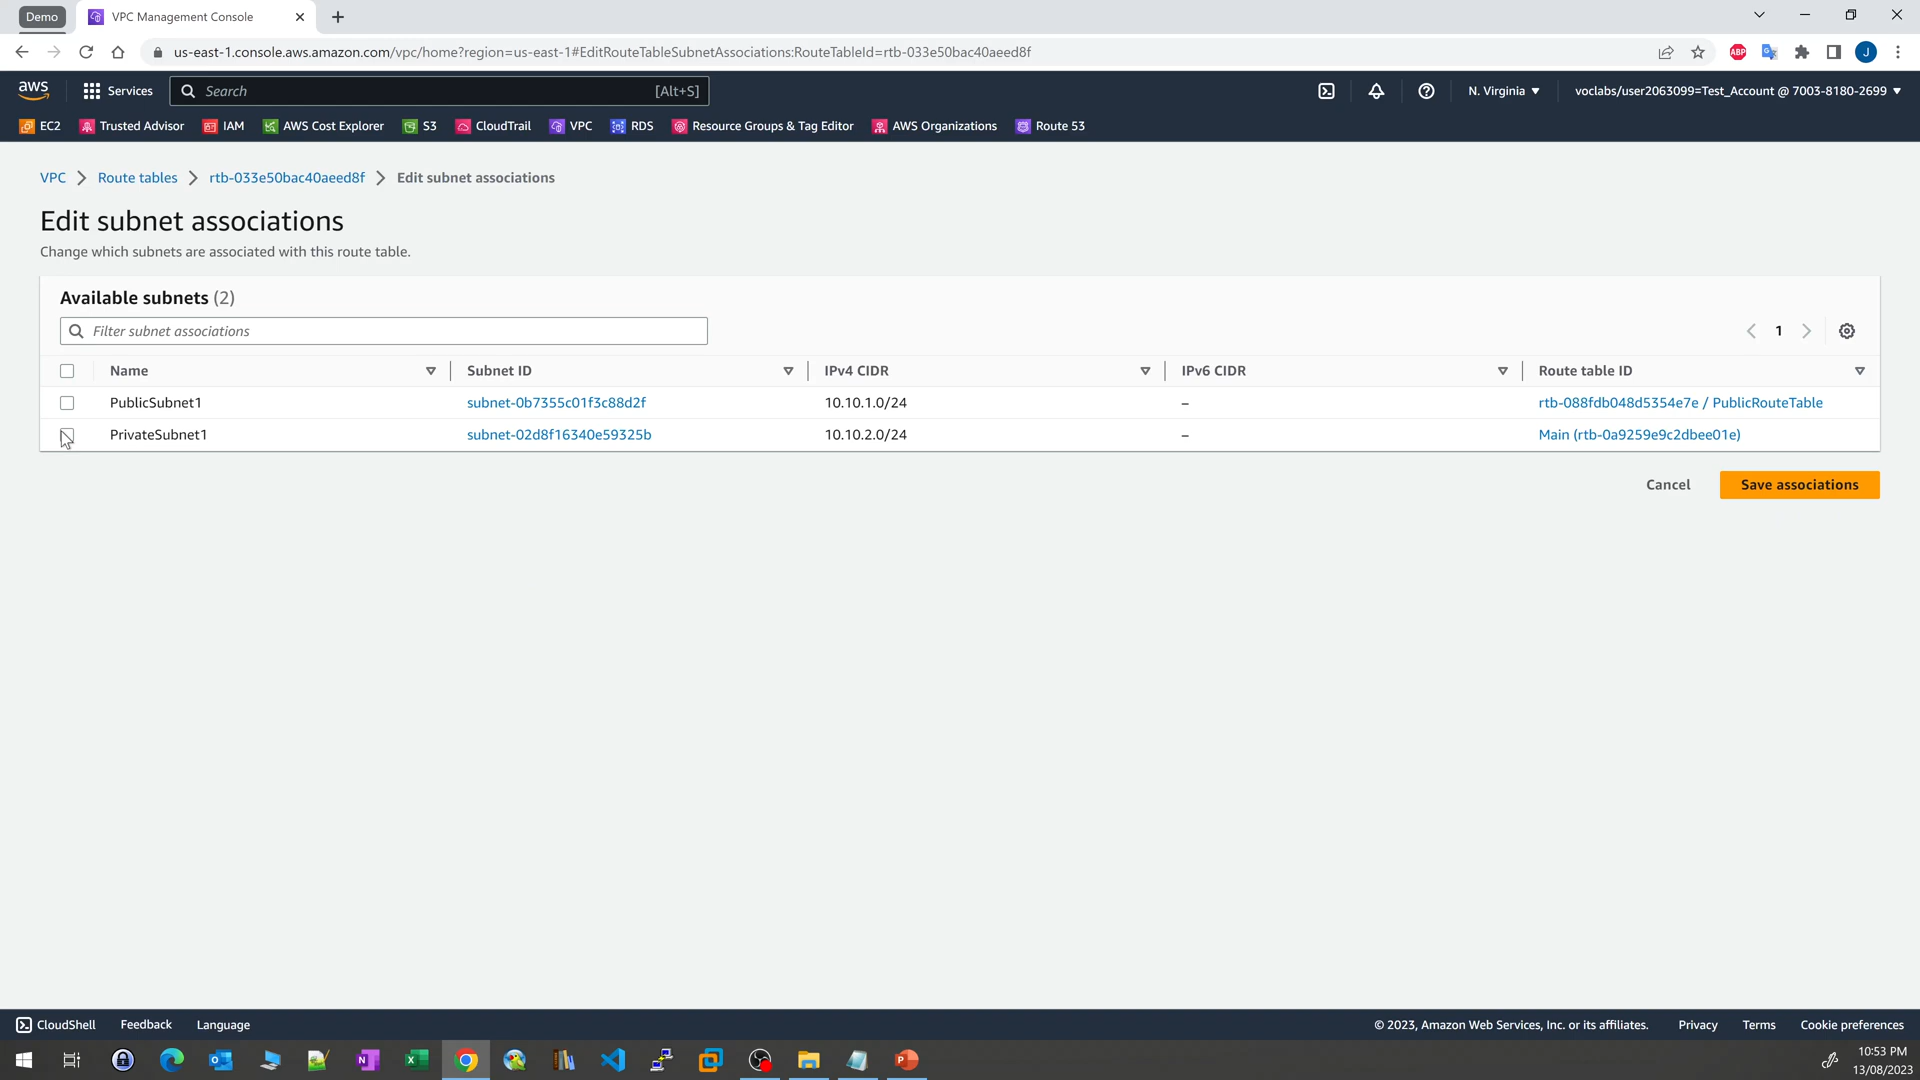 Demo VPC Management Console
us-east-1.console.aws.amazon.com/vpc/home?region=us-east-1#EditRouteTableSubnetAssociations:RouteTableId=rtb-033e50bac40aeed8f ABP J
aws Services Search [Alt+S] N. Virginia voclabs/user2063099=Test_Account @ 7003-8180-2699
EC2 Trusted Advisor IAM AWS Cost Explorer S3 CloudTrail VPC RDS Resource Groups & Tag Editor AWS Organizations Route 53
VPC Route tables rtb-033e50bac40aeed8f Edit subnet associations
Edit subnet associations
Change which subnets are associated with this route table.
Available subnets (2)
Filter subnet associations 1
Name Subnet ID IPv4 CIDR IPv6 CIDR Route table ID
PublicSubnet1 subnet-0b7355c01f3c88d2f 10.10.1.0/24 – rtb-088fdb048d5354e7e / PublicRouteTable
PrivateSubnet1 subnet-02d8f16340e59325b 10.10.2.0/24 – Main (rtb-0a9259e9c2dbee01e)
Cancel Save associations
CloudShell Feedback Language © 2023, Amazon Web Services, Inc. or its affiliates. Privacy Terms Cookie preferences
10:53 PM
13/08/2023